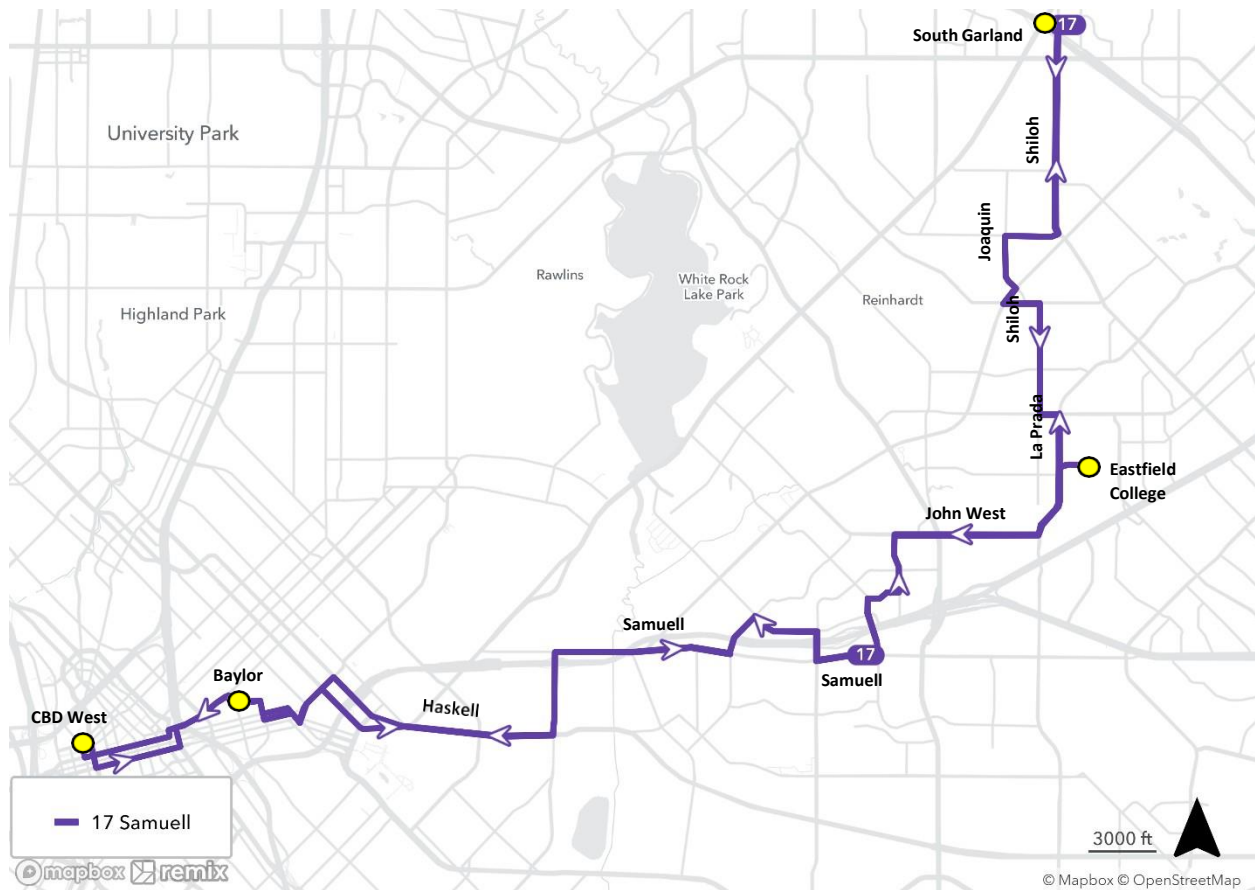 South Garland
17
University Park
Shiloh
Joaquin
Rawlins
White Rock
Lake Park
Reinhardt
Highland Park
Shiloh
La Prada
Eastfield
College
John West
Samuell
17
Samuell
Baylor
Haskell
CBD West
17 Samuell
3000 ft
mapbox remix
© Mapbox © OpenStreetMap